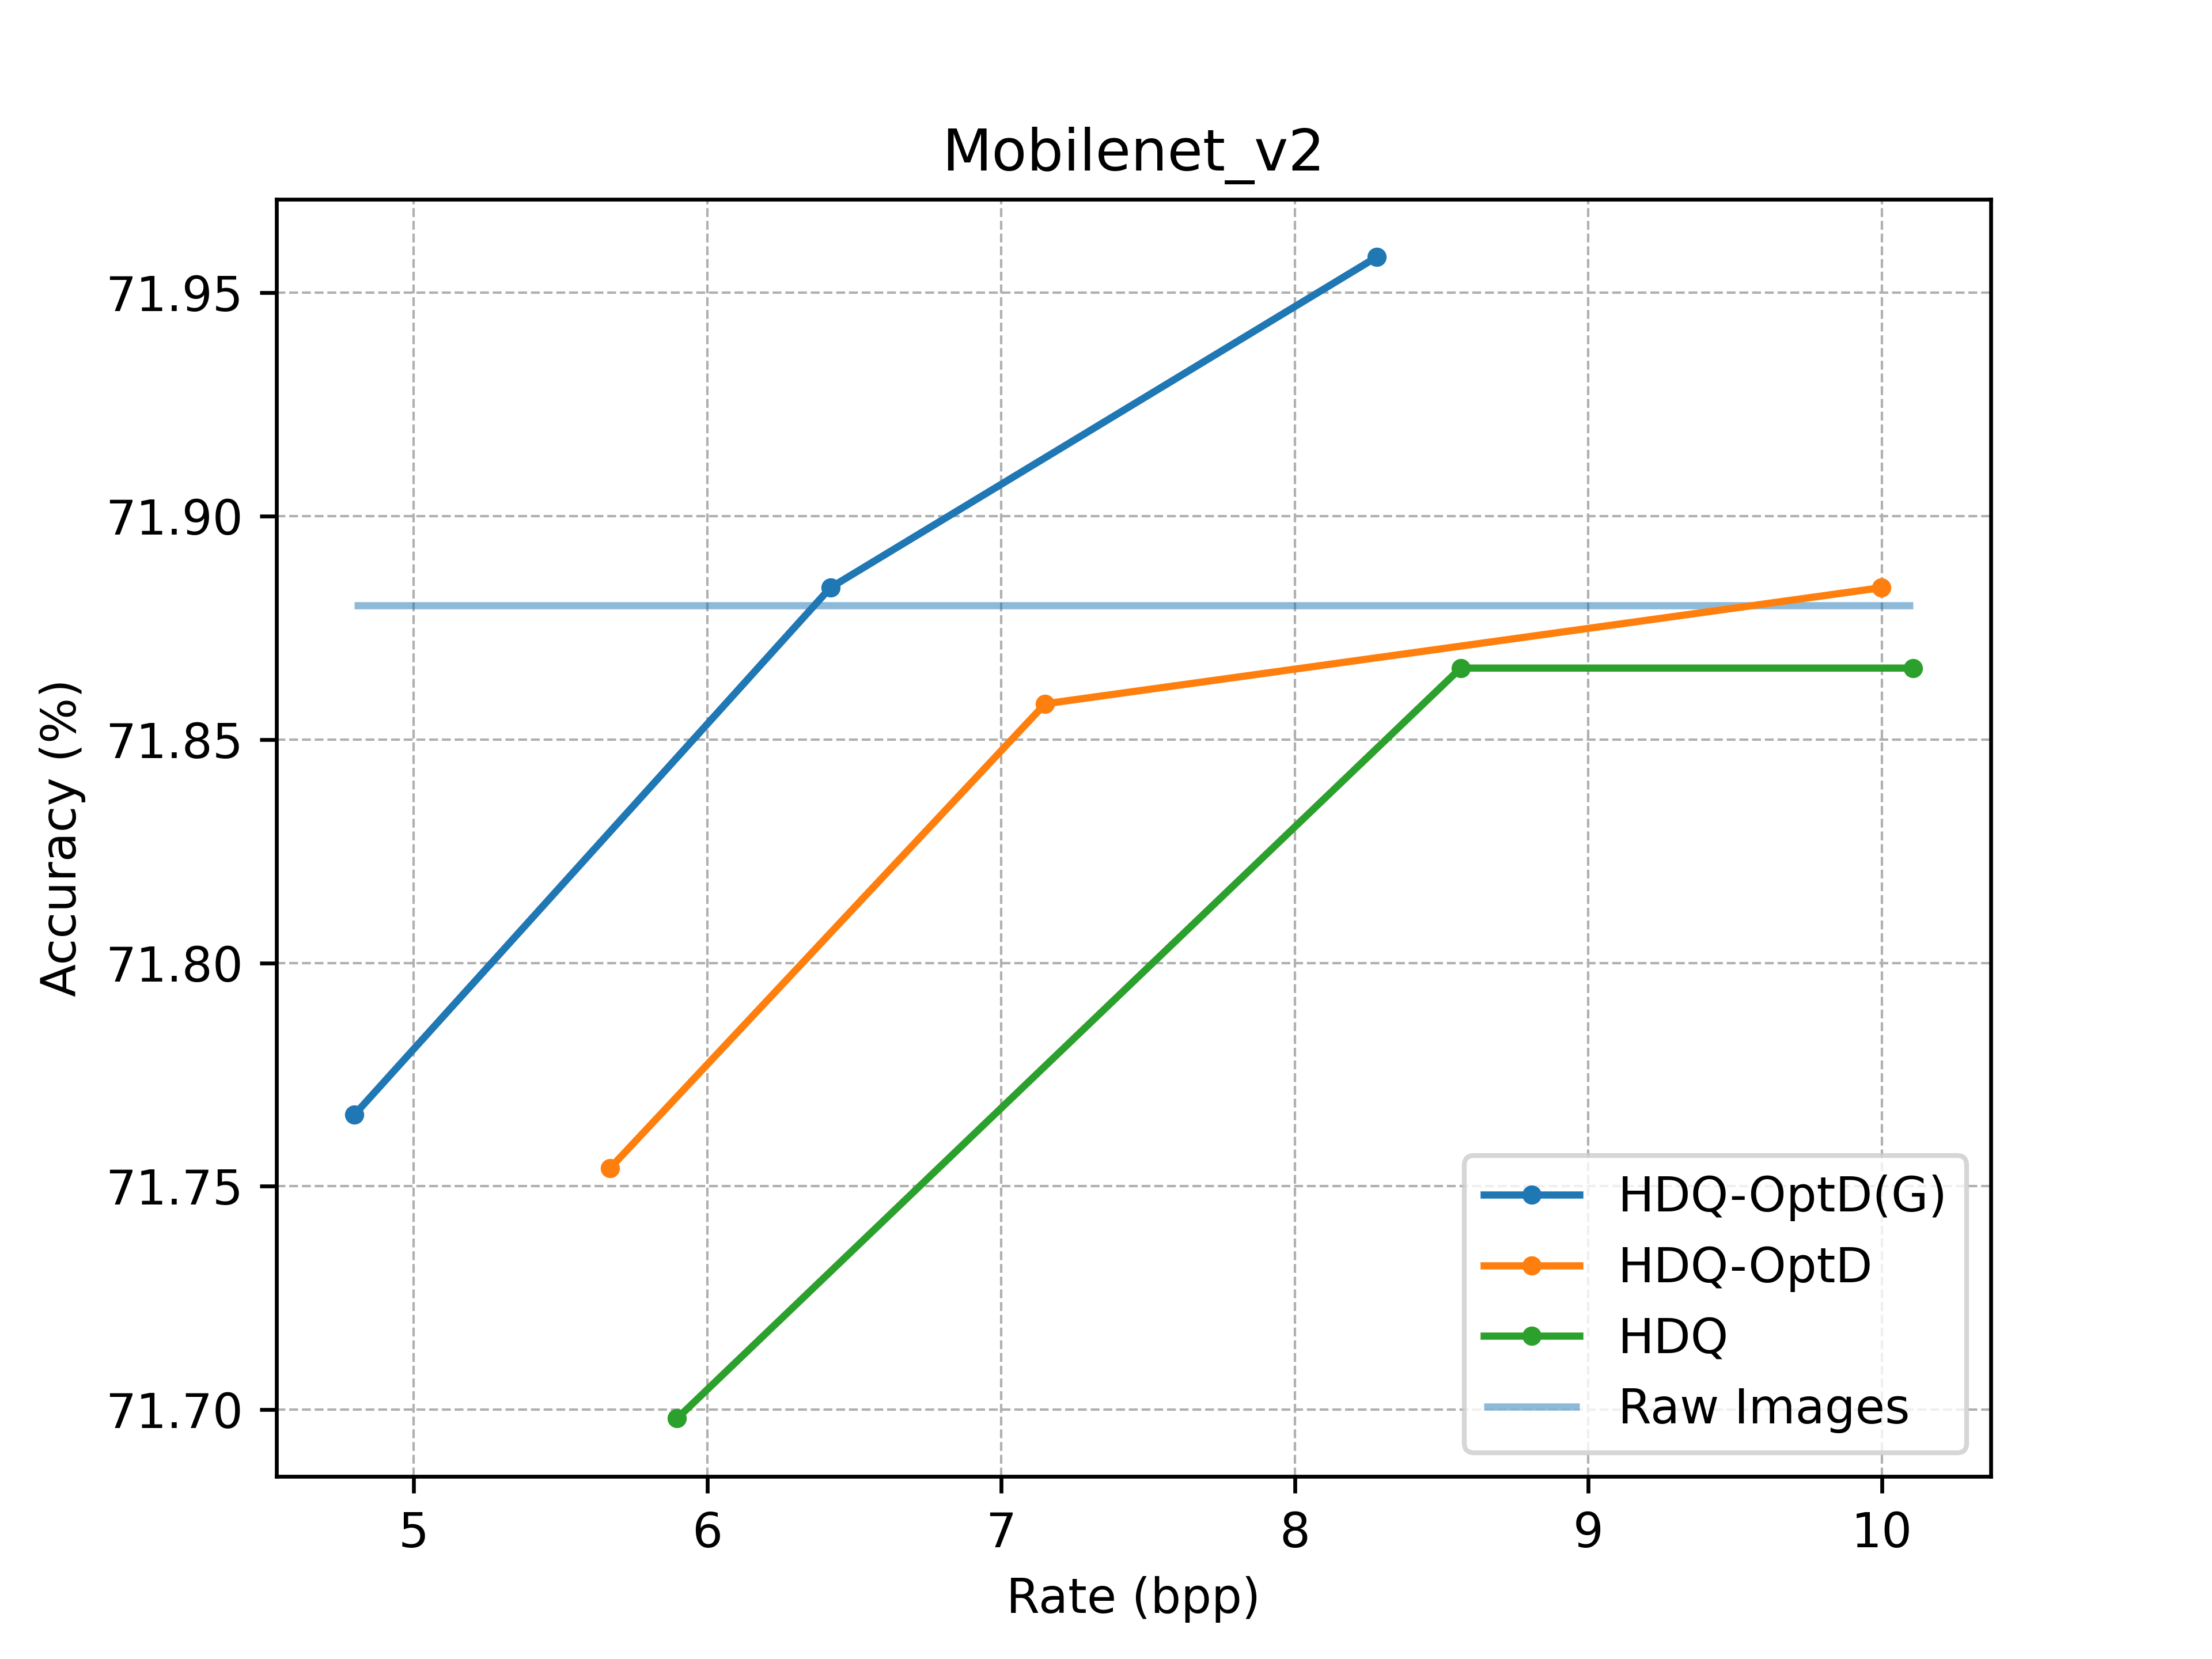 Mobilenet_v2
71.95
71.90
71.85
71.80
71.75
71.70
Accuracy (%)
HDQ-OptD(G)
HDQ-OptD
HDQ
Raw Images
5 6 7 8 9 10
Rate (bpp)